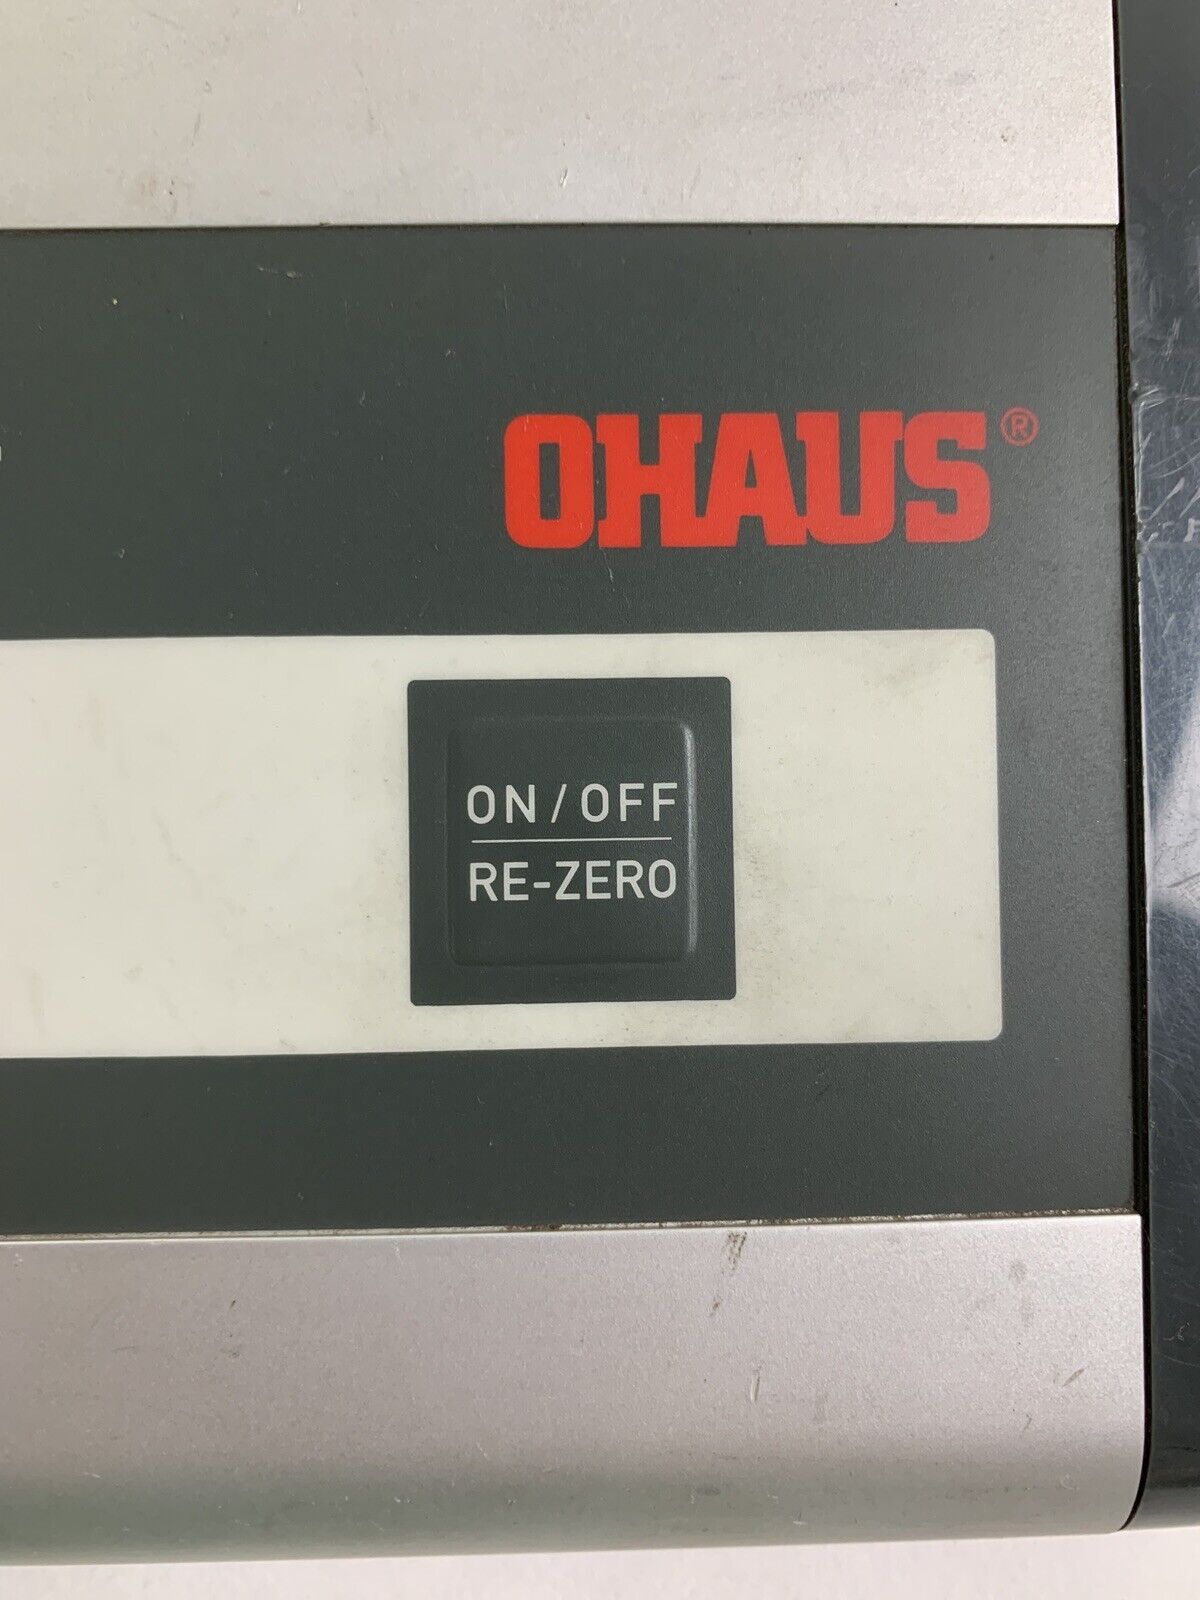 OHAUS®
ON / OFF
RE-ZERO